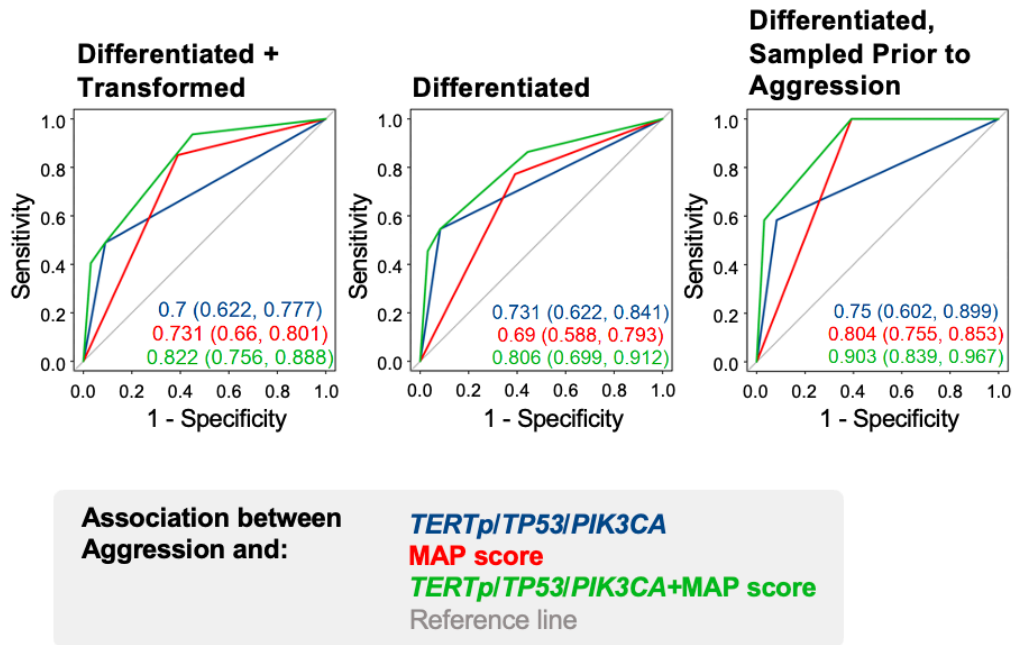 Differentiated +
Transformed
1.0
0.8
0.6
0.4
0.2
0.0
Sensitivity
0.7 (0.622, 0.777)
0.731 (0.66, 0.801)
0.822 (0.756, 0.888)
0.0 0.2 0.4 0.6 0.8 1.0
1 - Specificity
Differentiated
1.0
0.8
0.6
0.4
0.2
0.0
Sensitivity
0.731 (0.622, 0.841)
0.69 (0.588, 0.793)
0.806 (0.699, 0.912)
0.0 0.2 0.4 0.6 0.8 1.0
1 - Specificity
Differentiated,
Sampled Prior to
Aggression
1.0
0.8
0.6
0.4
0.2
0.0
Sensitivity
0.75 (0.602, 0.899)
0.804 (0.755, 0.853)
0.903 (0.839, 0.967)
0.0 0.2 0.4 0.6 0.8 1.0
1 - Specificity
Association between
Aggression and:
TERTp/TP53/PIK3CA
MAP score
TERTp/TP53/PIK3CA+MAP score
Reference line